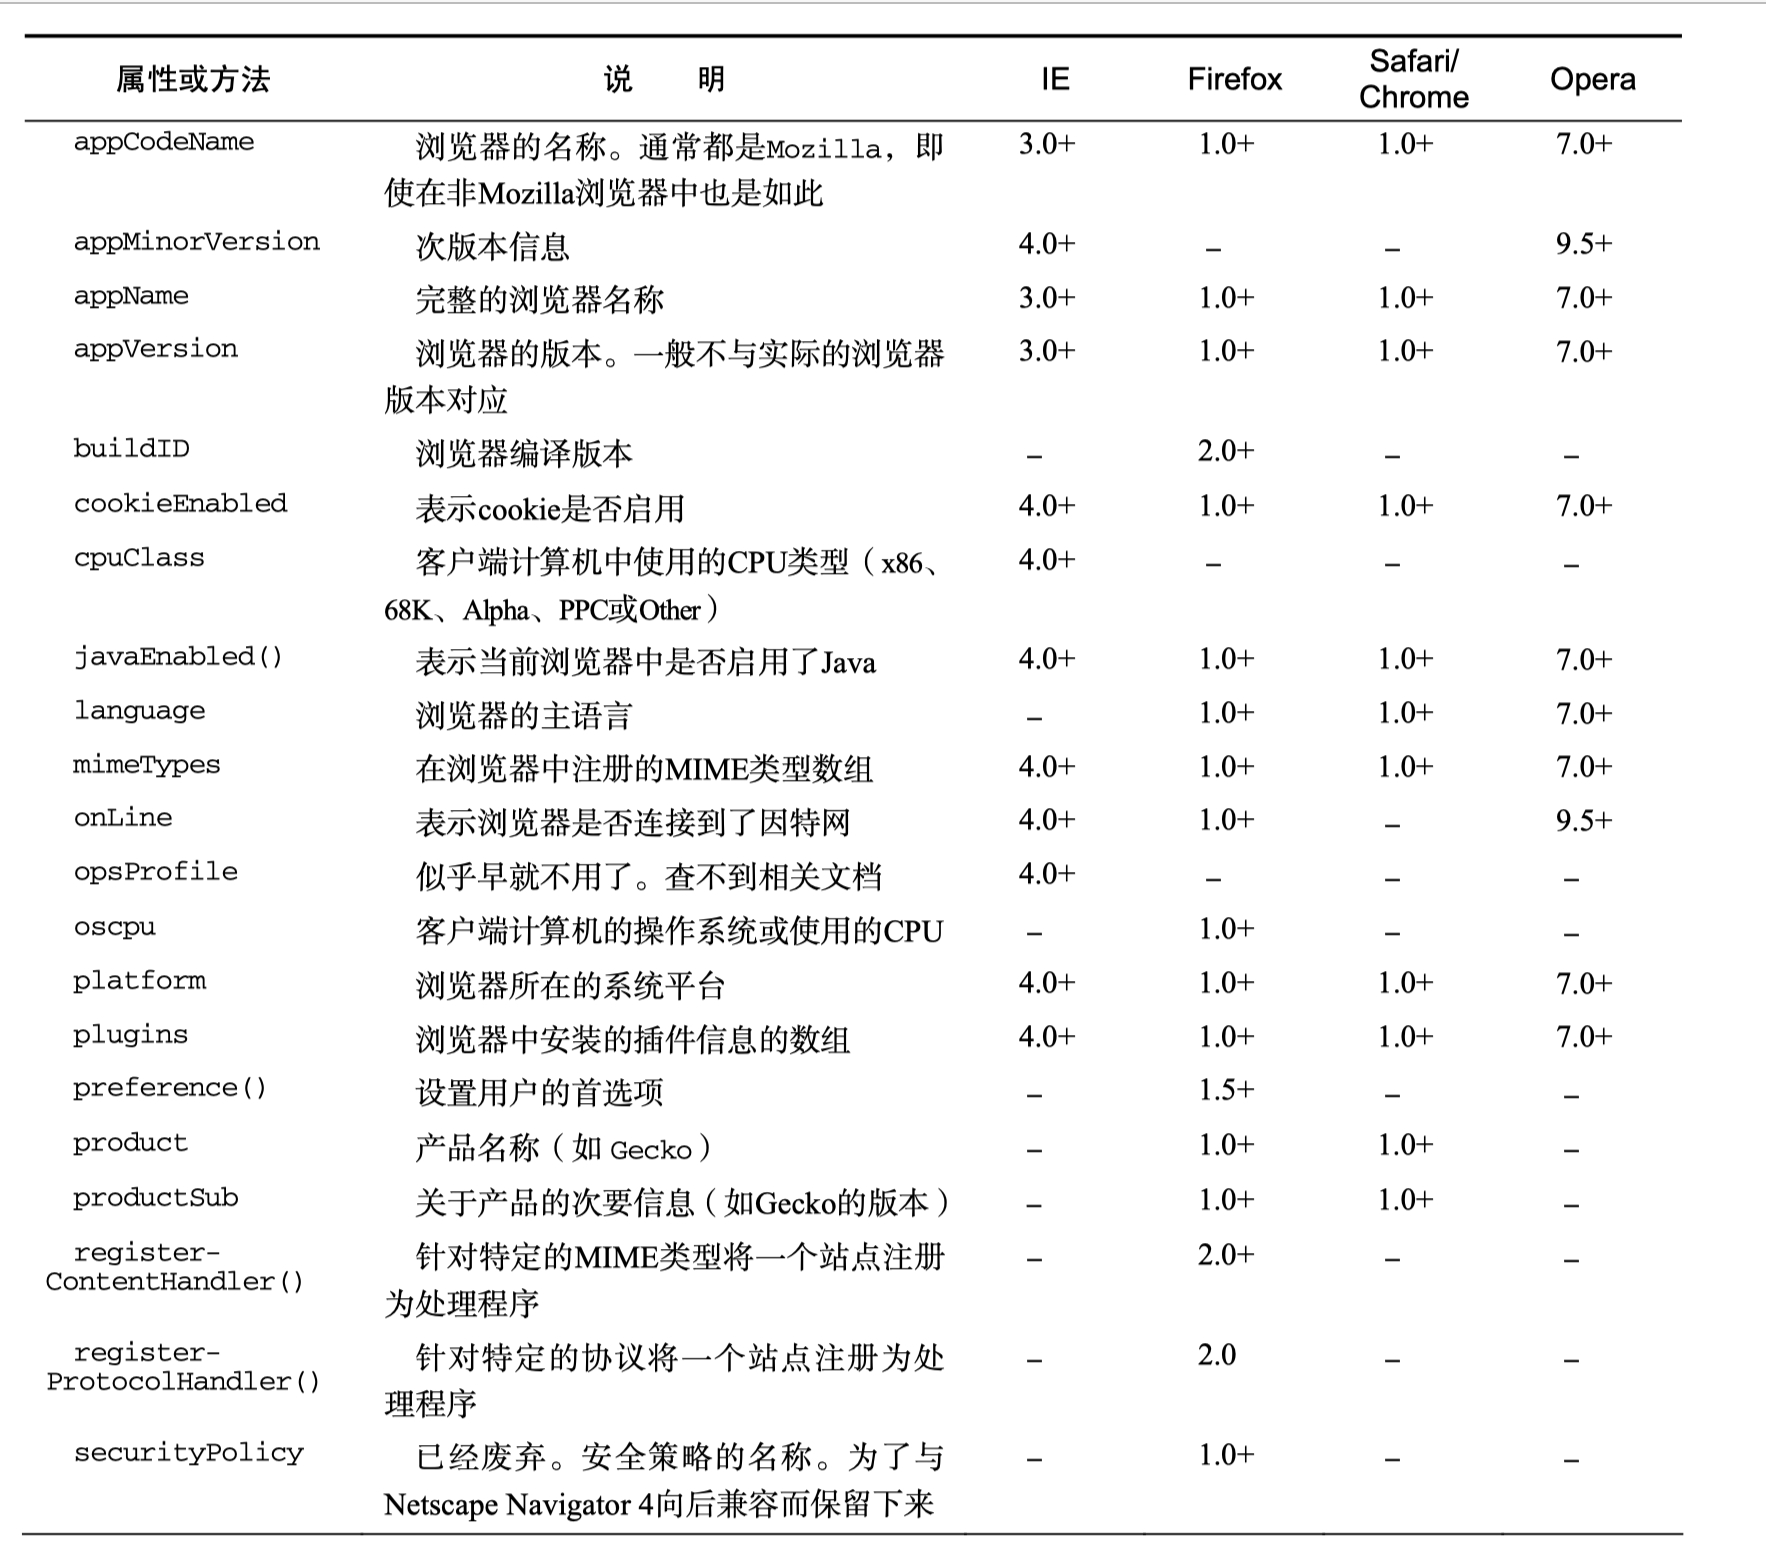 属性或方法 说 明 IE Firefox Safari/ Opera
Chrome
appCodeName 浏览器的名称。通常都是Mozilla，即 3.0+ 1.0+ 1.0+ 7.0+
使在非Mozilla浏览器中也是如此
appMinorVersion 次版本信息 4.0+ – – 9.5+
appName 完整的浏览器名称 3.0+ 1.0+ 1.0+ 7.0+
appVersion 浏览器的版本。一般不与实际的浏览器 3.0+ 1.0+ 1.0+ 7.0+
版本对应
buildID 浏览器编译版本 – 2.0+ – –
cookieEnabled 表示cookie是否启用 4.0+ 1.0+ 1.0+ 7.0+
cpuClass 客户端计算机中使用的CPU类型（x86、 4.0+ – – –
68K、Alpha、PPC或Other）
javaEnabled() 表示当前浏览器中是否启用了Java 4.0+ 1.0+ 1.0+ 7.0+
language 浏览器的主语言 – 1.0+ 1.0+ 7.0+
mimeTypes 在浏览器中注册的MIME类型数组 4.0+ 1.0+ 1.0+ 7.0+
onLine 表示浏览器是否连接到了因特网 4.0+ 1.0+ – 9.5+
opsProfile 似乎早就不用了。查不到相关文档 4.0+ – – –
oscpu 客户端计算机的操作系统或使用的CPU – 1.0+ – –
platform 浏览器所在的系统平台 4.0+ 1.0+ 1.0+ 7.0+
plugins 浏览器中安装的插件信息的数组 4.0+ 1.0+ 1.0+ 7.0+
preference() 设置用户的首选项 – 1.5+ – –
product 产品名称（如 Gecko） – 1.0+ 1.0+ –
productSub 关于产品的次要信息（如Gecko的版本） – 1.0+ 1.0+ –
register- 针对特定的MIME类型将一个站点注册 – 2.0+ – –
ContentHandler() 为处理程序
register- 针对特定的协议将一个站点注册为处 – 2.0 – –
ProtocolHandler() 理程序
securityPolicy 已经废弃。安全策略的名称。为了与 – 1.0+ – –
Netscape Navigator 4向后兼容而保留下来